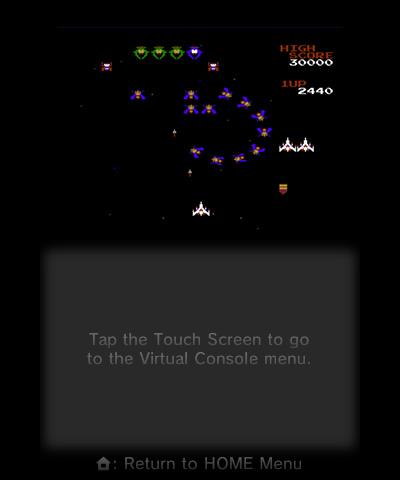 HIGH
SCORE
30000
1UP
2440
Tap the Touch Screen to go
to the Virtual Console menu.
: Return to HOME Menu